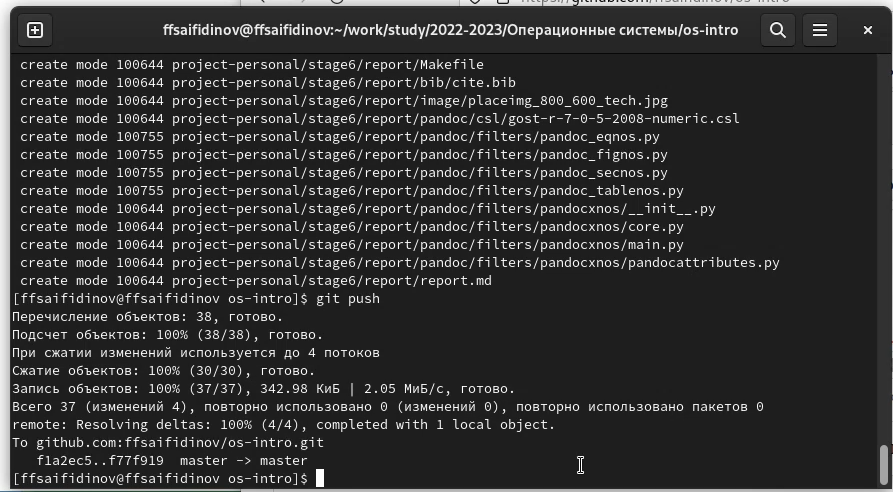 https://github.com/ffsaifidinov/os-intro
ffsaifidinov@ffsaifidinov:~/work/study/2022-2023/Операционные системы/os-intro
create mode 100644 project-personal/stage6/report/Makefile
create mode 100644 project-personal/stage6/report/bib/cite.bib
create mode 100644 project-personal/stage6/report/image/placeimg_800_600_tech.jpg
create mode 100644 project-personal/stage6/report/pandoc/csl/gost-r-7-0-5-2008-numeric.csl
create mode 100755 project-personal/stage6/report/pandoc/filters/pandoc_eqnos.py
create mode 100755 project-personal/stage6/report/pandoc/filters/pandoc_fignos.py
create mode 100755 project-personal/stage6/report/pandoc/filters/pandoc_secnos.py
create mode 100755 project-personal/stage6/report/pandoc/filters/pandoc_tablenos.py
create mode 100644 project-personal/stage6/report/pandoc/filters/pandocxnos/__init__.py
create mode 100644 project-personal/stage6/report/pandoc/filters/pandocxnos/core.py
create mode 100644 project-personal/stage6/report/pandoc/filters/pandocxnos/main.py
create mode 100644 project-personal/stage6/report/pandoc/filters/pandocxnos/pandocattributes.py
create mode 100644 project-personal/stage6/report/report.md
[ffsaifidinov@ffsaifidinov os-intro]$ git push
Перечисление объектов: 38, готово.
Подсчет объектов: 100% (38/38), готово.
При сжатии изменений используется до 4 потоков
Сжатие объектов: 100% (30/30), готово.
Запись объектов: 100% (37/37), 342.98 КиБ | 2.05 МиБ/с, готово.
Всего 37 (изменений 4), повторно использовано 0 (изменений 0), повторно использовано пакетов 0
remote: Resolving deltas: 100% (4/4), completed with 1 local object.
To github.com:ffsaifidinov/os-intro.git
f1a2ec5..f77f919 master -> master
[ffsaifidinov@ffsaifidinov os-intro]$